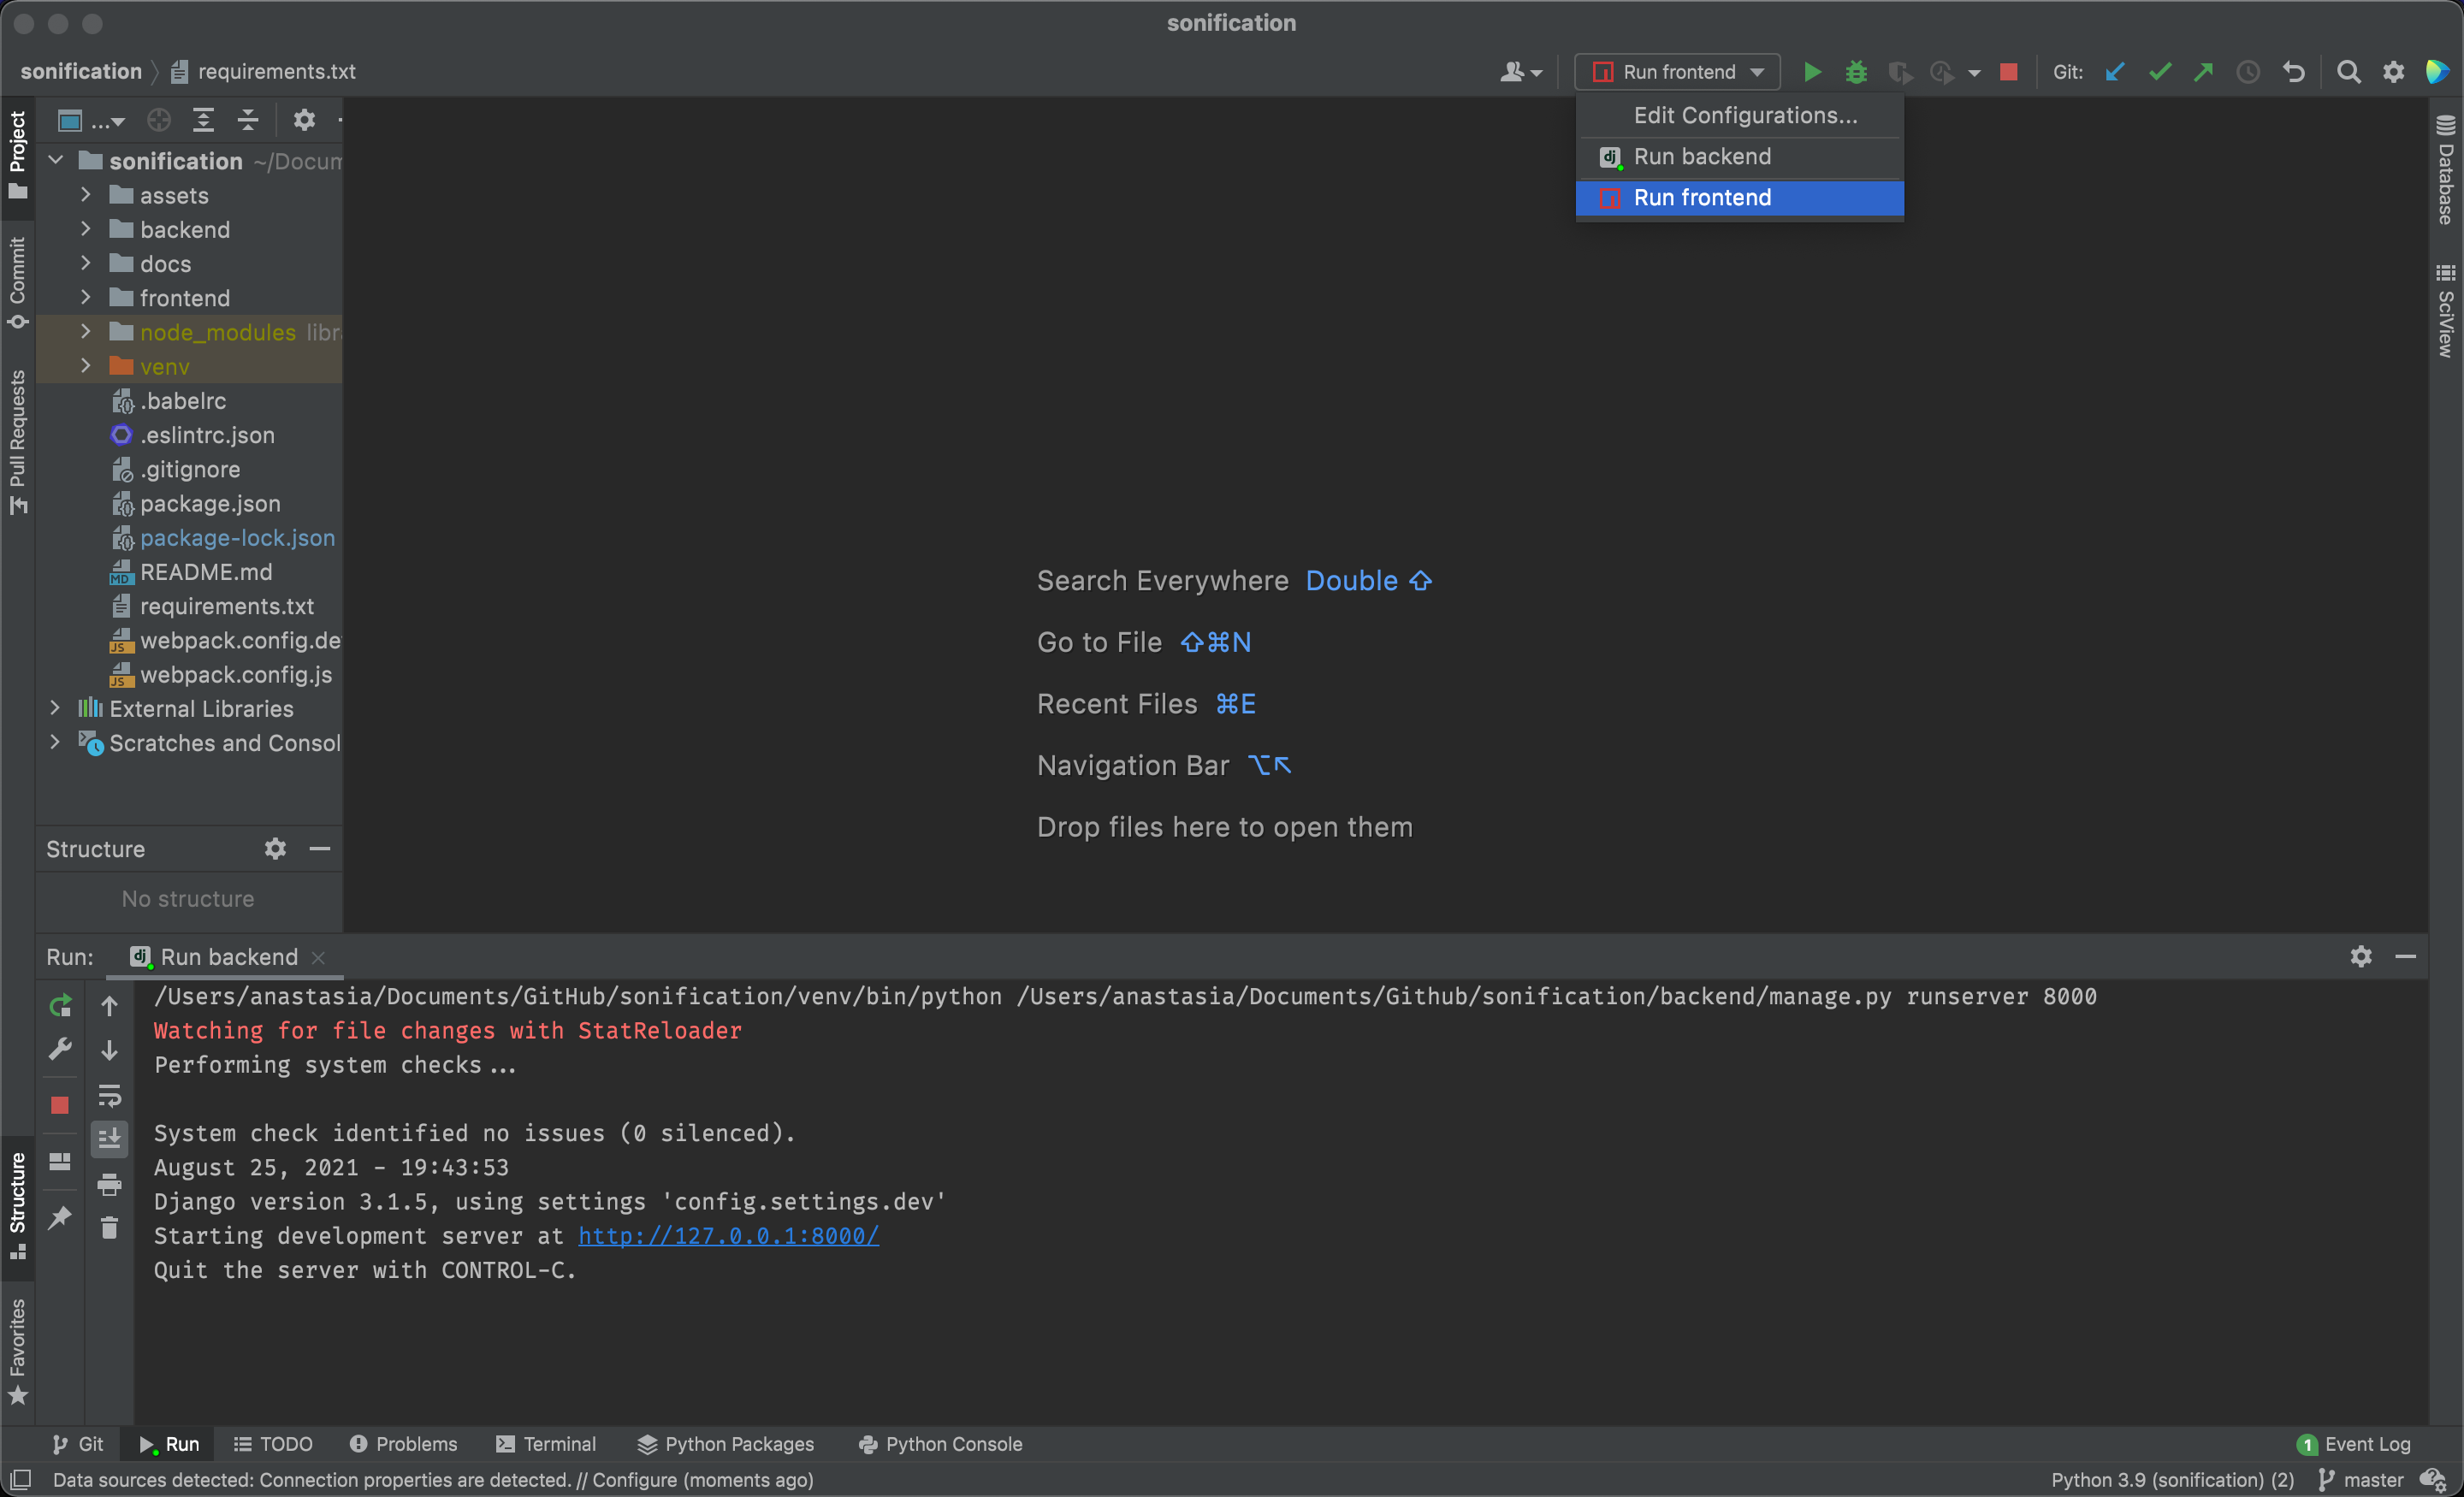 sonification
sonification
requirements.txt
Run frontend
Git:
Edit Configurations...
Run backend
Run frontend
Project
Commit
Pull Requests
Structure
Favorites
Database
SciView
...
sonification ~/Docum
assets
backend
docs
frontend
node_modules libr
venv
.babelrc
.eslintrc.json
.gitignore
package.json
package-lock.json
MD README.md
requirements.txt
JS webpack.config.de
JS webpack.config.js
External Libraries
Scratches and Consol
Search Everywhere Double ⇧
Go to File ⇧⌘N
Recent Files ⌘E
Navigation Bar ⌥↖
Drop files here to open them
Structure
No structure
Run:
dj Run backend
/Users/anastasia/Documents/GitHub/sonification/venv/bin/python /Users/anastasia/Documents/Github/sonification/backend/manage.py runserver 8000
Watching for file changes with StatReloader
Performing system checks...
System check identified no issues (0 silenced).
August 25, 2021 - 19:43:53
Django version 3.1.5, using settings 'config.settings.dev'
Starting development server at http://127.0.0.1:8000/
Quit the server with CONTROL-C.
Git
Run
TODO
Problems
Terminal
Python Packages
Python Console
1 Event Log
Data sources detected: Connection properties are detected. // Configure (moments ago)
Python 3.9 (sonification) (2)
master